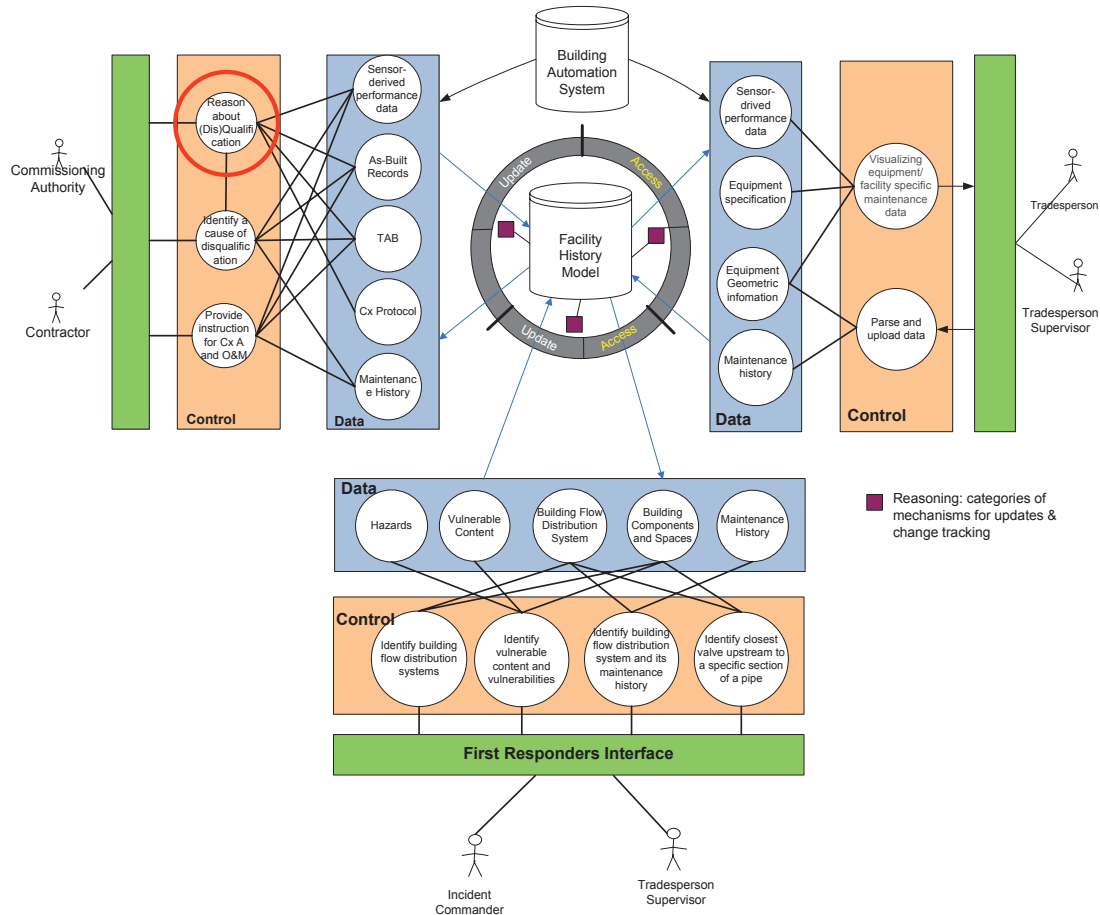 Building
Automation
System
Commissioning
Authority
Contractor
Reason
about
(Dis)Qualifi
cation
Identify a
cause of
disqualific
ation
Provide
instruction
for Cx A
and O&M
Control
Sensor-
derived
performance
data
As-Built
Records
TAB
Cx Protocol
Maintenanc
e History
Data
Update
Access
Facility
History
Model
Update
Access
Sensor-
drived
performance
data
Equipment
specification
Equipment
Geometric
infomation
Maintenance
history
Data
Visualizing
equipment/
facility specific
maintenance
data
Parse and
upload data
Control
Tradesperson
Tradesperson
Supervisor
Data
Hazards
Vulnerable
Content
Building Flow
Distribution
System
Building
Components
and Spaces
Maintenance
History
Reasoning: categories of
mechanisms for updates &
change tracking
Control
Identify building
flow distribution
systems
Identify
vulnerable
content and
vulnerabilities
Identify building
flow distribution
system and its
maintenance
history
Identify closest
valve upstream to
a specific section
of a pipe
First Responders Interface
Incident
Commander
Tradesperson
Supervisor